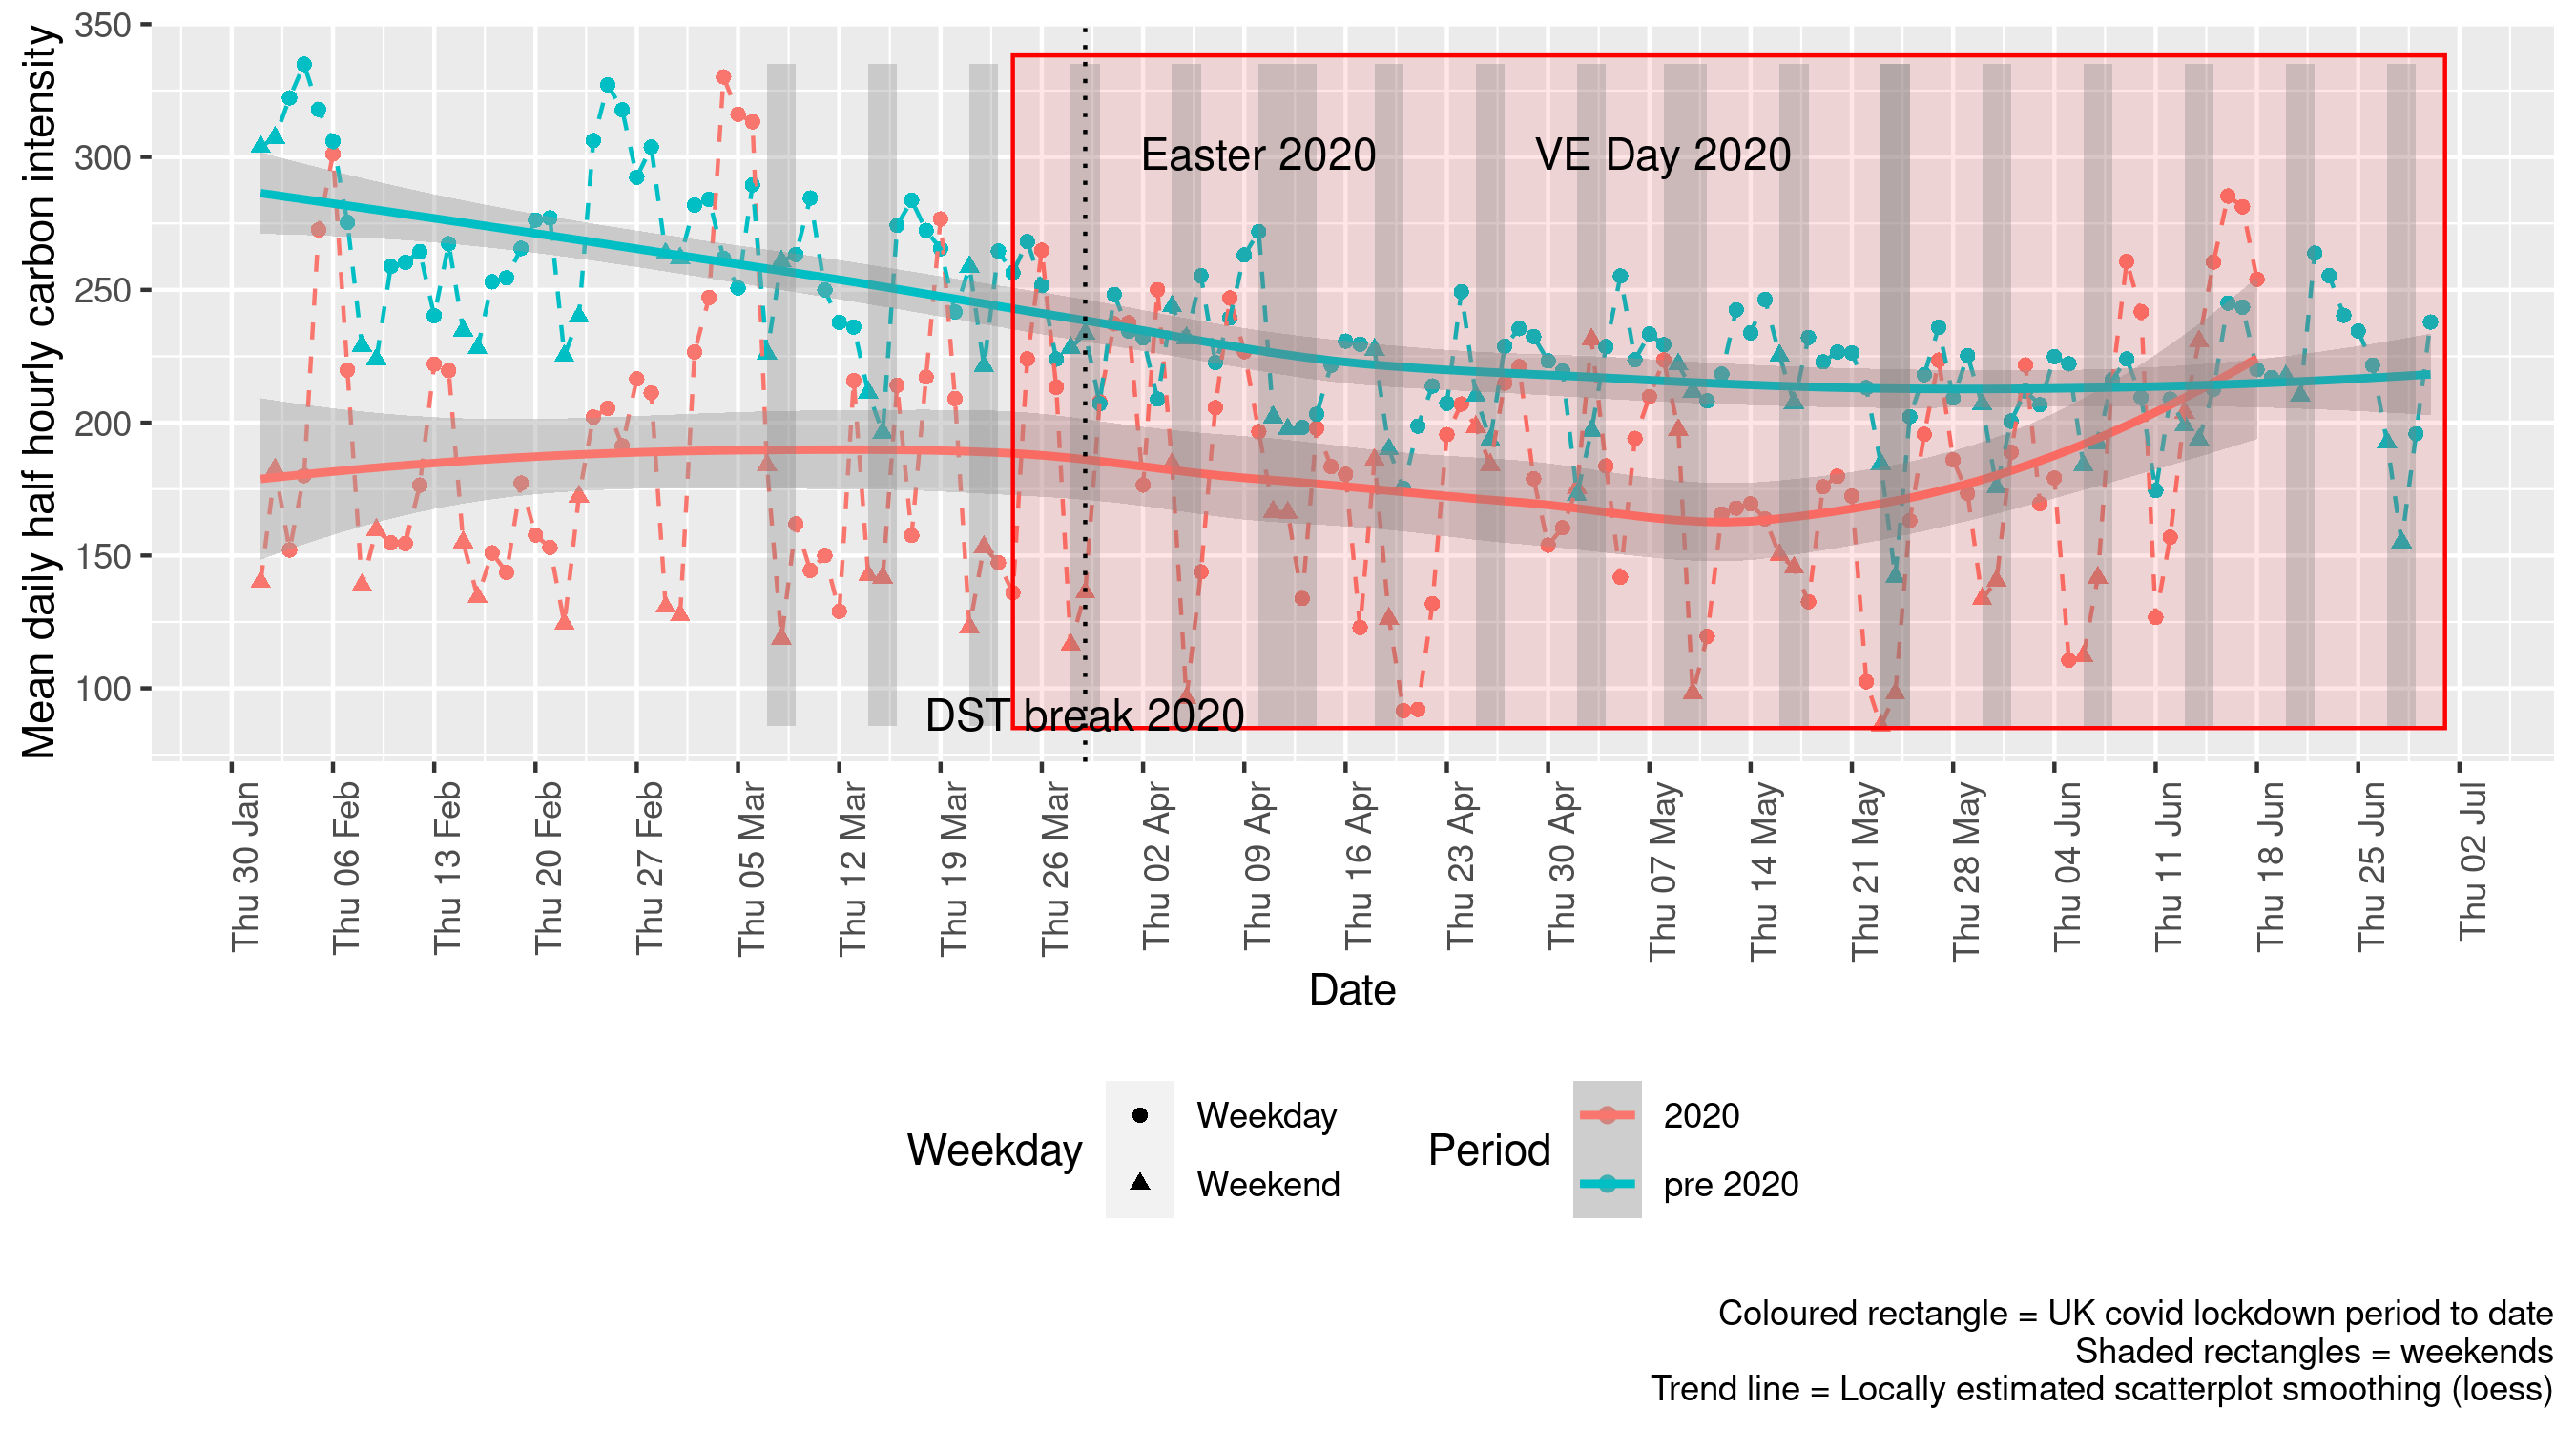 Mean daily half hourly carbon intensity
350
300
250
200
150
100
Easter 2020
VE Day 2020
DST break 2020
Thu 30 Jan
Thu 06 Feb
Thu 13 Feb
Thu 20 Feb
Thu 27 Feb
Thu 05 Mar
Thu 12 Mar
Thu 19 Mar
Thu 26 Mar
Thu 02 Apr
Thu 09 Apr
Thu 16 Apr
Thu 23 Apr
Thu 30 Apr
Thu 07 May
Thu 14 May
Thu 21 May
Thu 28 May
Thu 04 Jun
Thu 11 Jun
Thu 18 Jun
Thu 25 Jun
Thu 02 Jul
Date
Weekday
Weekday
Weekend
Period
2020
pre 2020
Coloured rectangle = UK covid lockdown period to date
Shaded rectangles = weekends
Trend line = Locally estimated scatterplot smoothing (loess)